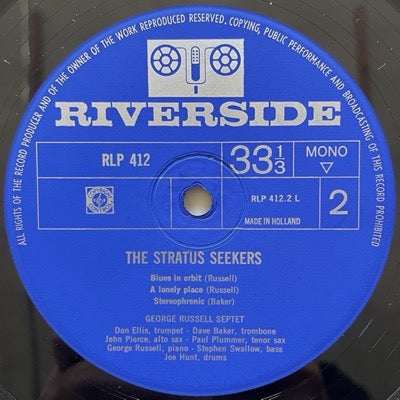 ALL RIGHTS OF THE RECORD PRODUCER AND OF THE OWNER OF THE WORK REPRODUCED RESERVED. COPYING, PUBLIC PERFORMANCE AND BROADCASTING OF THIS RECORD PROHIBITED
RIVERSIDE
RLP 412
33 1/3
MONO
▽
RLP 412.2 L
MADE IN HOLLAND
2
THE STRATUS SEEKERS
Blues in orbit (Russell)
A lonely place (Russell)
Stereophrenic (Baker)
GEORGE RUSSELL SEPTET
Don Ellis, trumpet - Dave Baker, trombone
John Pierce, alto sax - Paul Plummer, tenor sax
George Russell, piano - Stephen Swallow, bass
Joe Hunt, drums